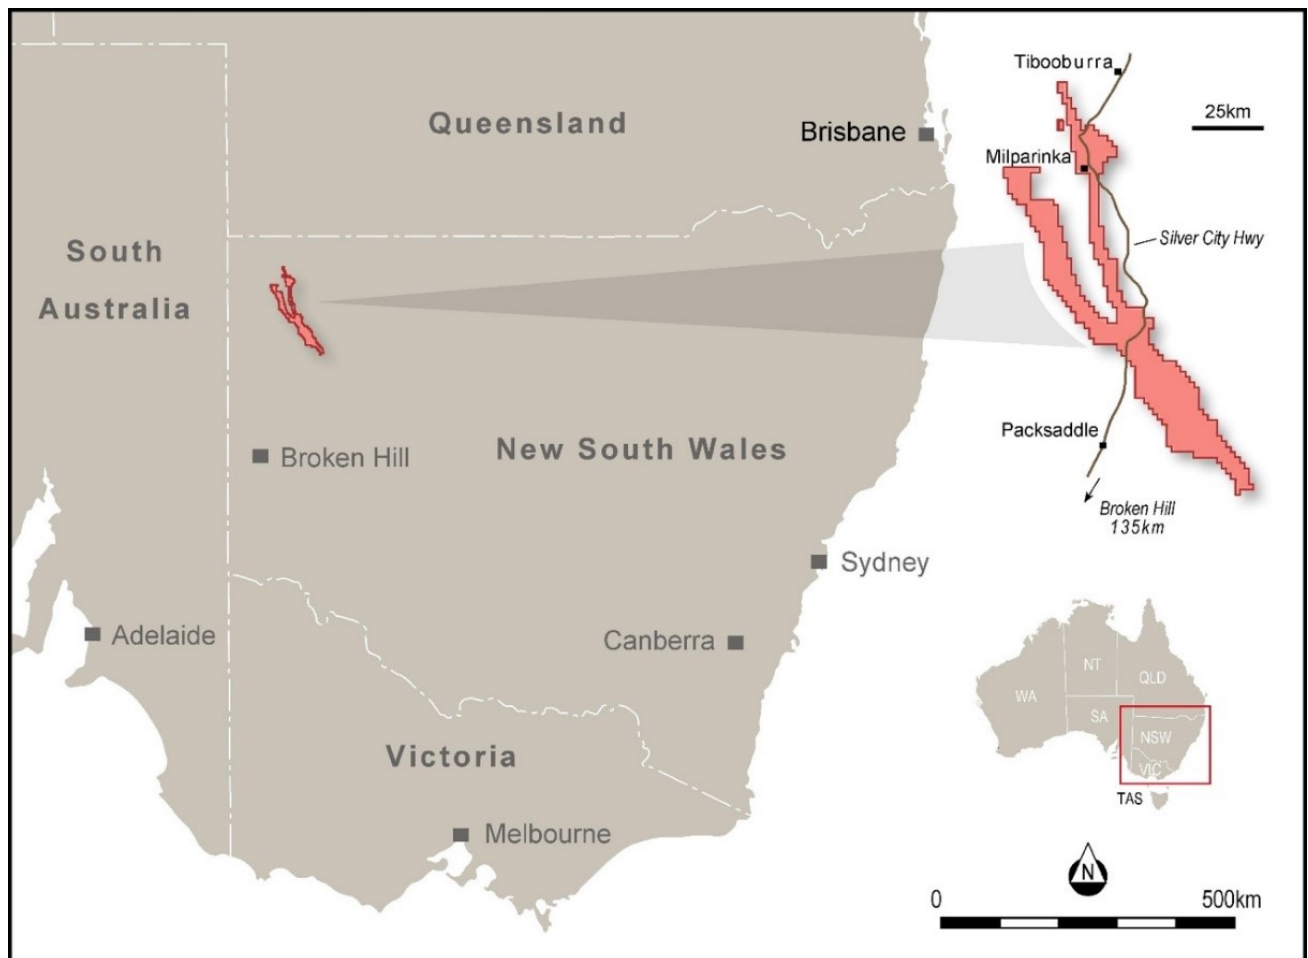 Tibooburra
25km
Queensland
Brisbane
Milparinka
South
Australia
Silver City Hwy
Packsaddle
New South Wales
Broken Hill
Broken Hill
135km
Sydney
Adelaide
Canberra
NT
QLD
WA
SA
NSW
VIC
TAS
Victoria
Melbourne
N
0
500km